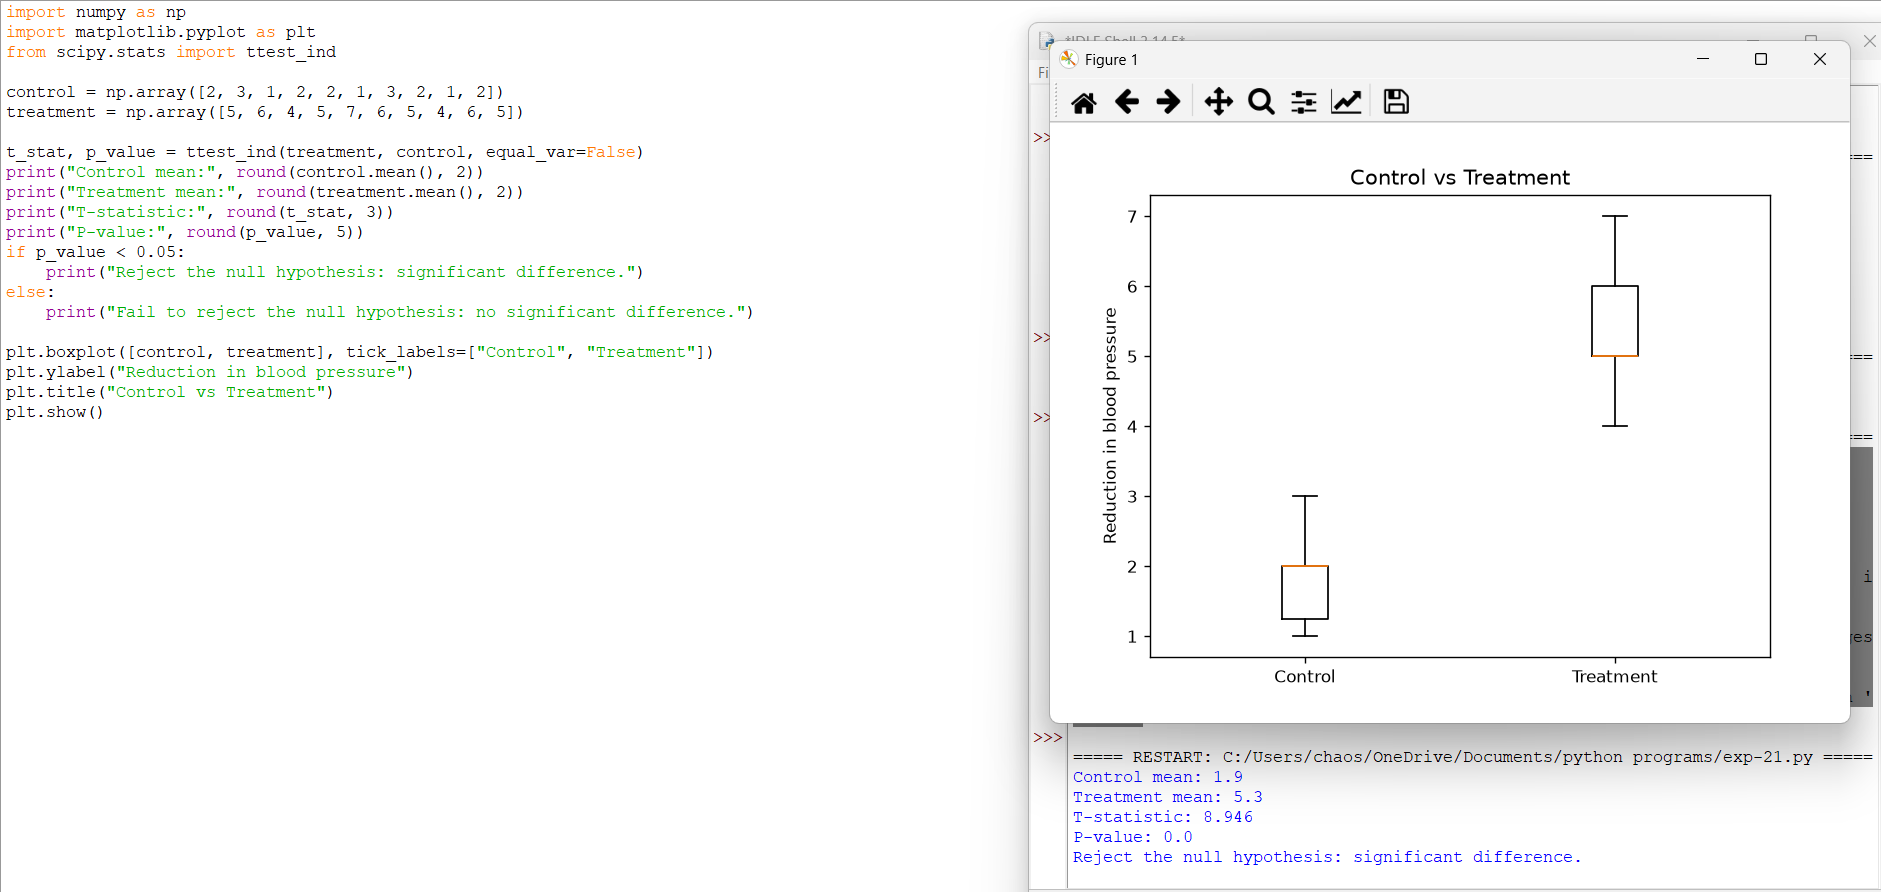 import numpy as np
import matplotlib.pyplot as plt
from scipy.stats import ttest_ind
control = np.array([2, 3, 1, 2, 2, 1, 3, 2, 1, 2])
treatment = np.array([5, 6, 4, 5, 7, 6, 5, 4, 6, 5])
t_stat, p_value = ttest_ind(treatment, control, equal_var=False)
print("Control mean:", round(control.mean(), 2))
print("Treatment mean:", round(treatment.mean(), 2))
print("T-statistic:", round(t_stat, 3))
print("P-value:", round(p_value, 5))
if p_value < 0.05:
    print("Reject the null hypothesis: significant difference.")
else:
    print("Fail to reject the null hypothesis: no significant difference.")
plt.boxplot([control, treatment], tick_labels=["Control", "Treatment"])
plt.ylabel("Reduction in blood pressure")
plt.title("Control vs Treatment")
plt.show()
Figure 1
Control vs Treatment
Reduction in blood pressure
7
6
5
4
3
2
1
Control
Treatment
>>>
===== RESTART: C:/Users/chaos/OneDrive/Documents/python programs/exp-21.py =====
Control mean: 1.9
Treatment mean: 5.3
T-statistic: 8.946
P-value: 0.0
Reject the null hypothesis: significant difference.